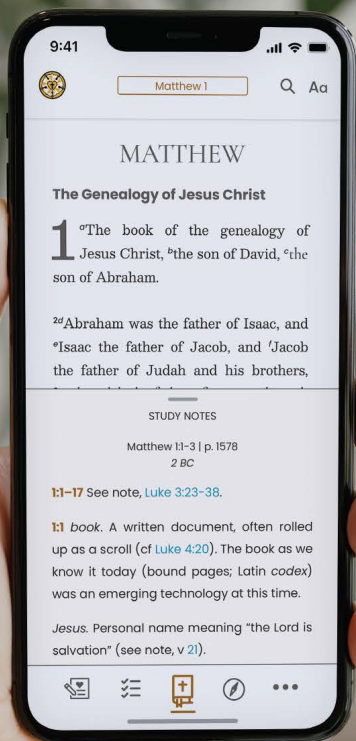 9:41
Matthew 1
Aa
MATTHEW
The Genealogy of Jesus Christ
1 ᵃThe book of the genealogy of
Jesus Christ, ᵇthe son of David, ᶜthe
son of Abraham.
²ᵈAbraham was the father of Isaac, and
ᵉIsaac the father of Jacob, and ᶠJacob
the father of Judah and his brothers,
STUDY NOTES
Matthew 1:1-3 | p. 1578
2 BC
1:1–17 See note, Luke 3:23–38.
1:1 book. A written document, often rolled
up as a scroll (cf Luke 4:20). The book as we
know it today (bound pages; Latin codex)
was an emerging technology at this time.
Jesus. Personal name meaning “the Lord is
salvation” (see note, v 21).